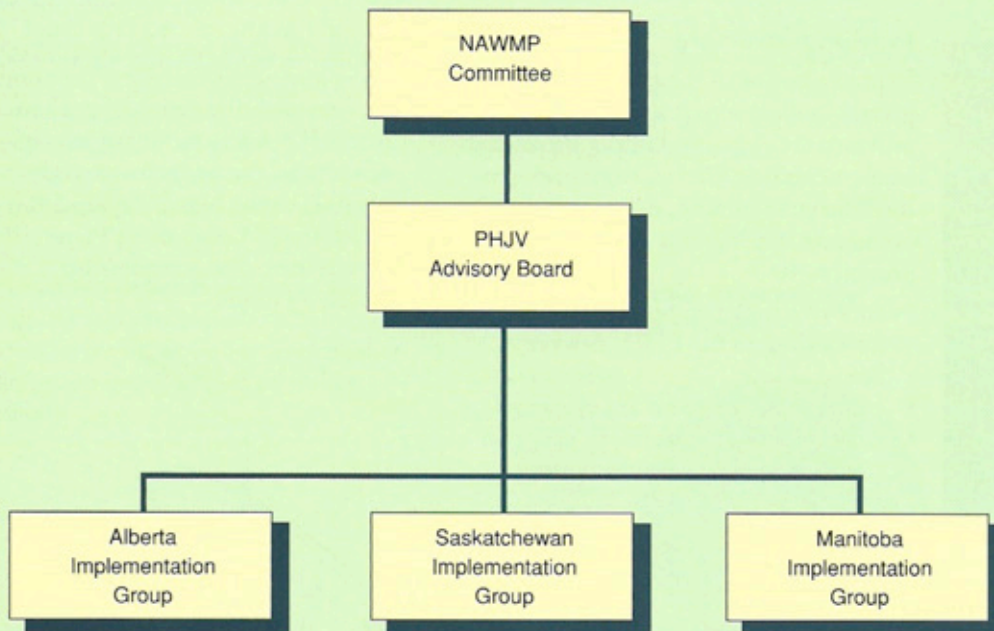 NAWMP
Committee
PHJV
Advisory Board
Alberta
Implementation
Group
Saskatchewan
Implementation
Group
Manitoba
Implementation
Group